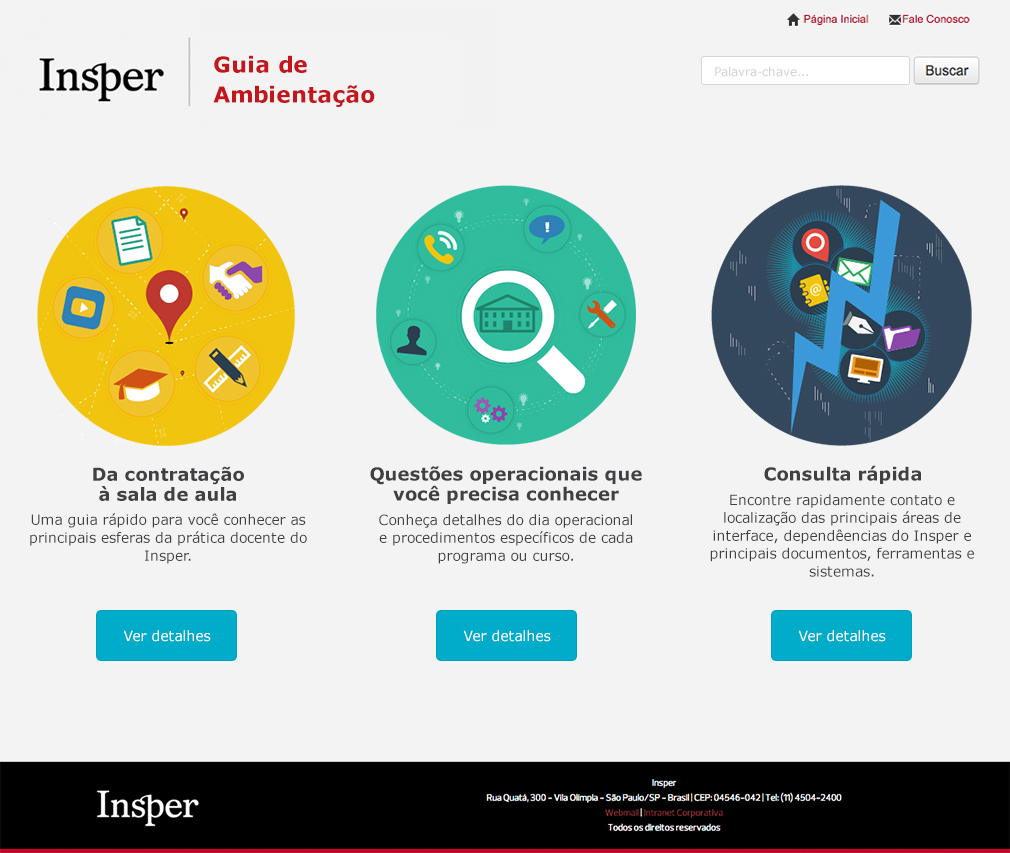 Página Inicial Fale Conosco
Insper
Guia de
Ambientação
Palavra-chave...
Buscar
Da contratação
à sala de aula
Uma guia rápido para você conhecer as
principais esferas da prática docente do
Insper.
Ver detalhes
Questões operacionais que
você precisa conhecer
Conheça detalhes do dia operacional
e procedimentos específicos de cada
programa ou curso.
Ver detalhes
Consulta rápida
Encontre rapidamente contato e
localização das principais áreas de
interface, dependêencias do Insper e
principais documentos, ferramentas e
sistemas.
Ver detalhes
Insper
Insper
Rua Quatá, 300 - Vila Olimpla - São Paulo/SP - Brasil | CEP: 04546-042 | Tel: (11) 4504-2400
Webmail | Intranet Corporativa
Todos os direitos reservados